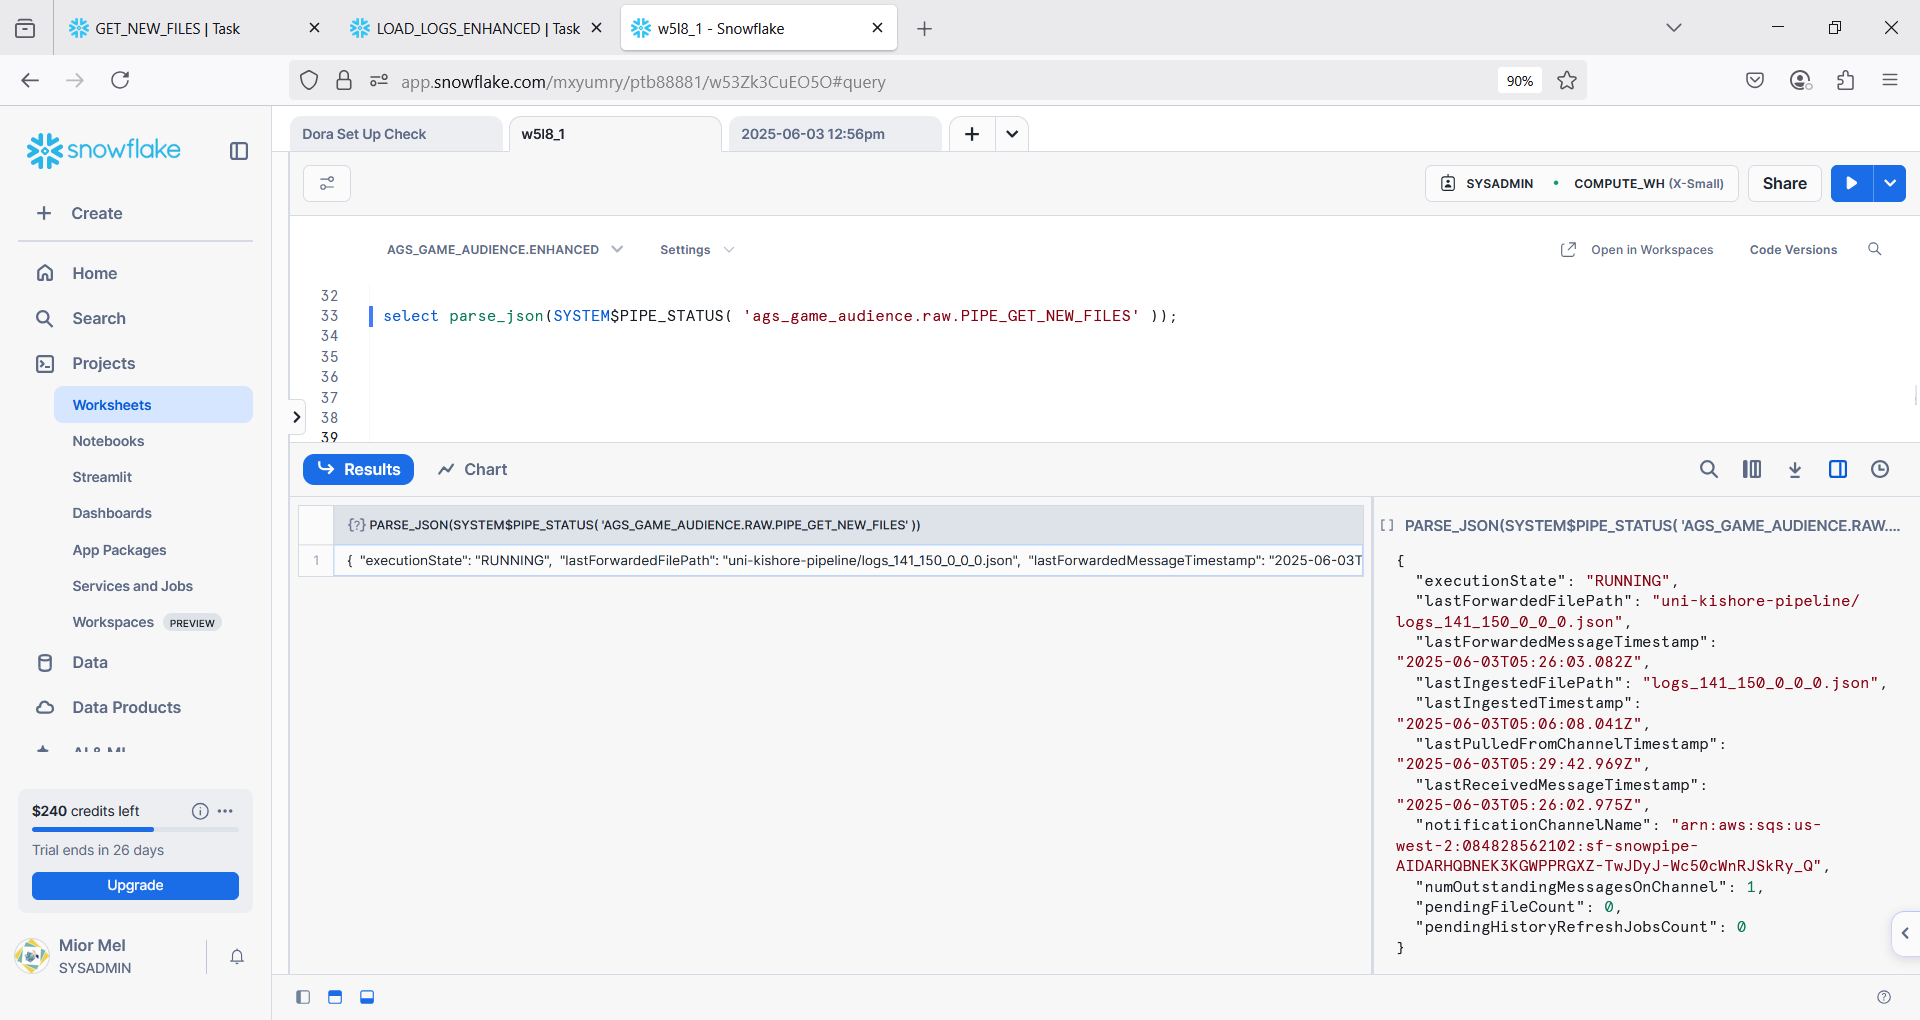 GET_NEW_FILES | Task
LOAD_LOGS_ENHANCED | Task
w5l8_1 - Snowflake
app.snowflake.com/mxyumry/ptb88881/w53Zk3CuEO5O#query
90%
snowflake
Create
Home
Search
Projects
Worksheets
Notebooks
Streamlit
Dashboards
App Packages
Services and Jobs
Workspaces PREVIEW
Data
Data Products
AI & ML
$240 credits left
Trial ends in 26 days
Upgrade
Mior Mel
SYSADMIN
Dora Set Up Check
w5l8_1
2025-06-03 12:56pm
SYSADMIN • COMPUTE_WH (X-Small)
Share
AGS_GAME_AUDIENCE.ENHANCED
Settings
Open in Workspaces
Code Versions
32
33 select parse_json(SYSTEM$PIPE_STATUS( 'ags_game_audience.raw.PIPE_GET_NEW_FILES' ));
34
35
36
37
38
39
Results
Chart
{?} PARSE_JSON(SYSTEM$PIPE_STATUS( 'AGS_GAME_AUDIENCE.RAW.PIPE_GET_NEW_FILES' ))
1 { "executionState": "RUNNING", "lastForwardedFilePath": "uni-kishore-pipeline/logs_141_150_0_0_0.json", "lastForwardedMessageTimestamp": "2025-06-03T
[ ] PARSE_JSON(SYSTEM$PIPE_STATUS( 'AGS_GAME_AUDIENCE.RAW....
{
"executionState": "RUNNING",
"lastForwardedFilePath": "uni-kishore-pipeline/
logs_141_150_0_0_0.json",
"lastForwardedMessageTimestamp":
"2025-06-03T05:26:03.082Z",
"lastIngestedFilePath": "logs_141_150_0_0_0.json",
"lastIngestedTimestamp":
"2025-06-03T05:06:08.041Z",
"lastPulledFromChannelTimestamp":
"2025-06-03T05:29:42.969Z",
"lastReceivedMessageTimestamp":
"2025-06-03T05:26:02.975Z",
"notificationChannelName": "arn:aws:sqs:us-
west-2:084828562102:sf-snowpipe-
AIDARHQBNEK3KGWPPRGXZ-TwJDyJ-Wc50cWnRJSkRy_Q",
"numOutstandingMessagesOnChannel": 1,
"pendingFileCount": 0,
"pendingHistoryRefreshJobsCount": 0
}